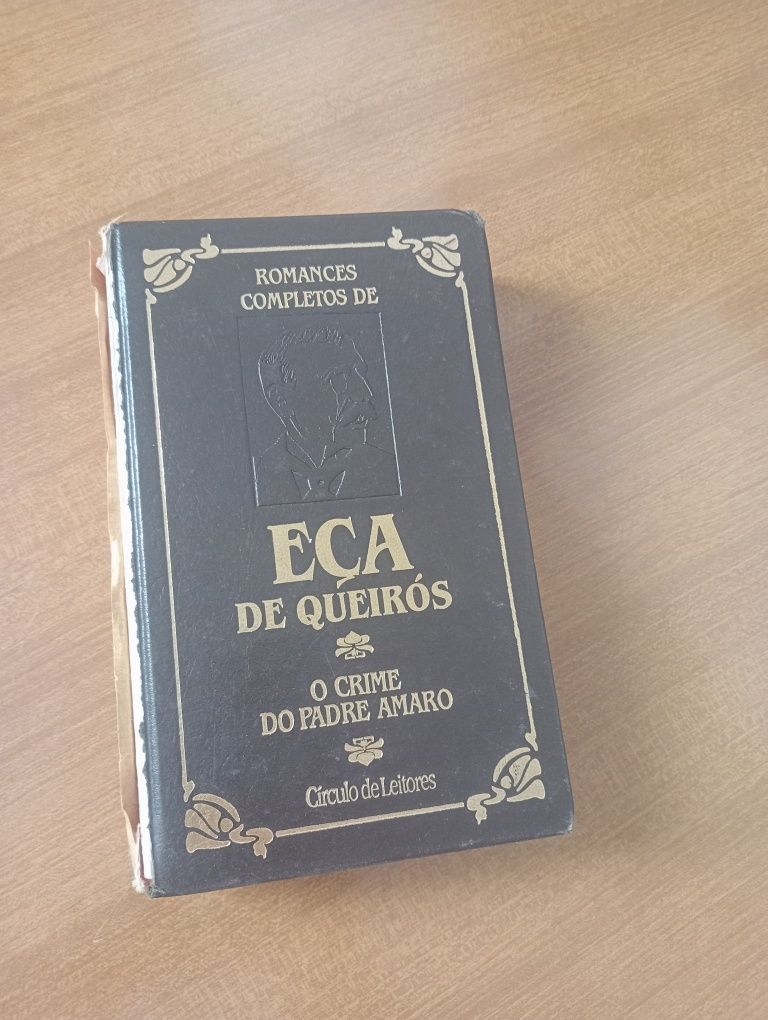 ROMANCES
COMPLETOS DE
EÇA
DE QUEIRÓS
O CRIME
DO PADRE AMARO
Círculo de Leitores